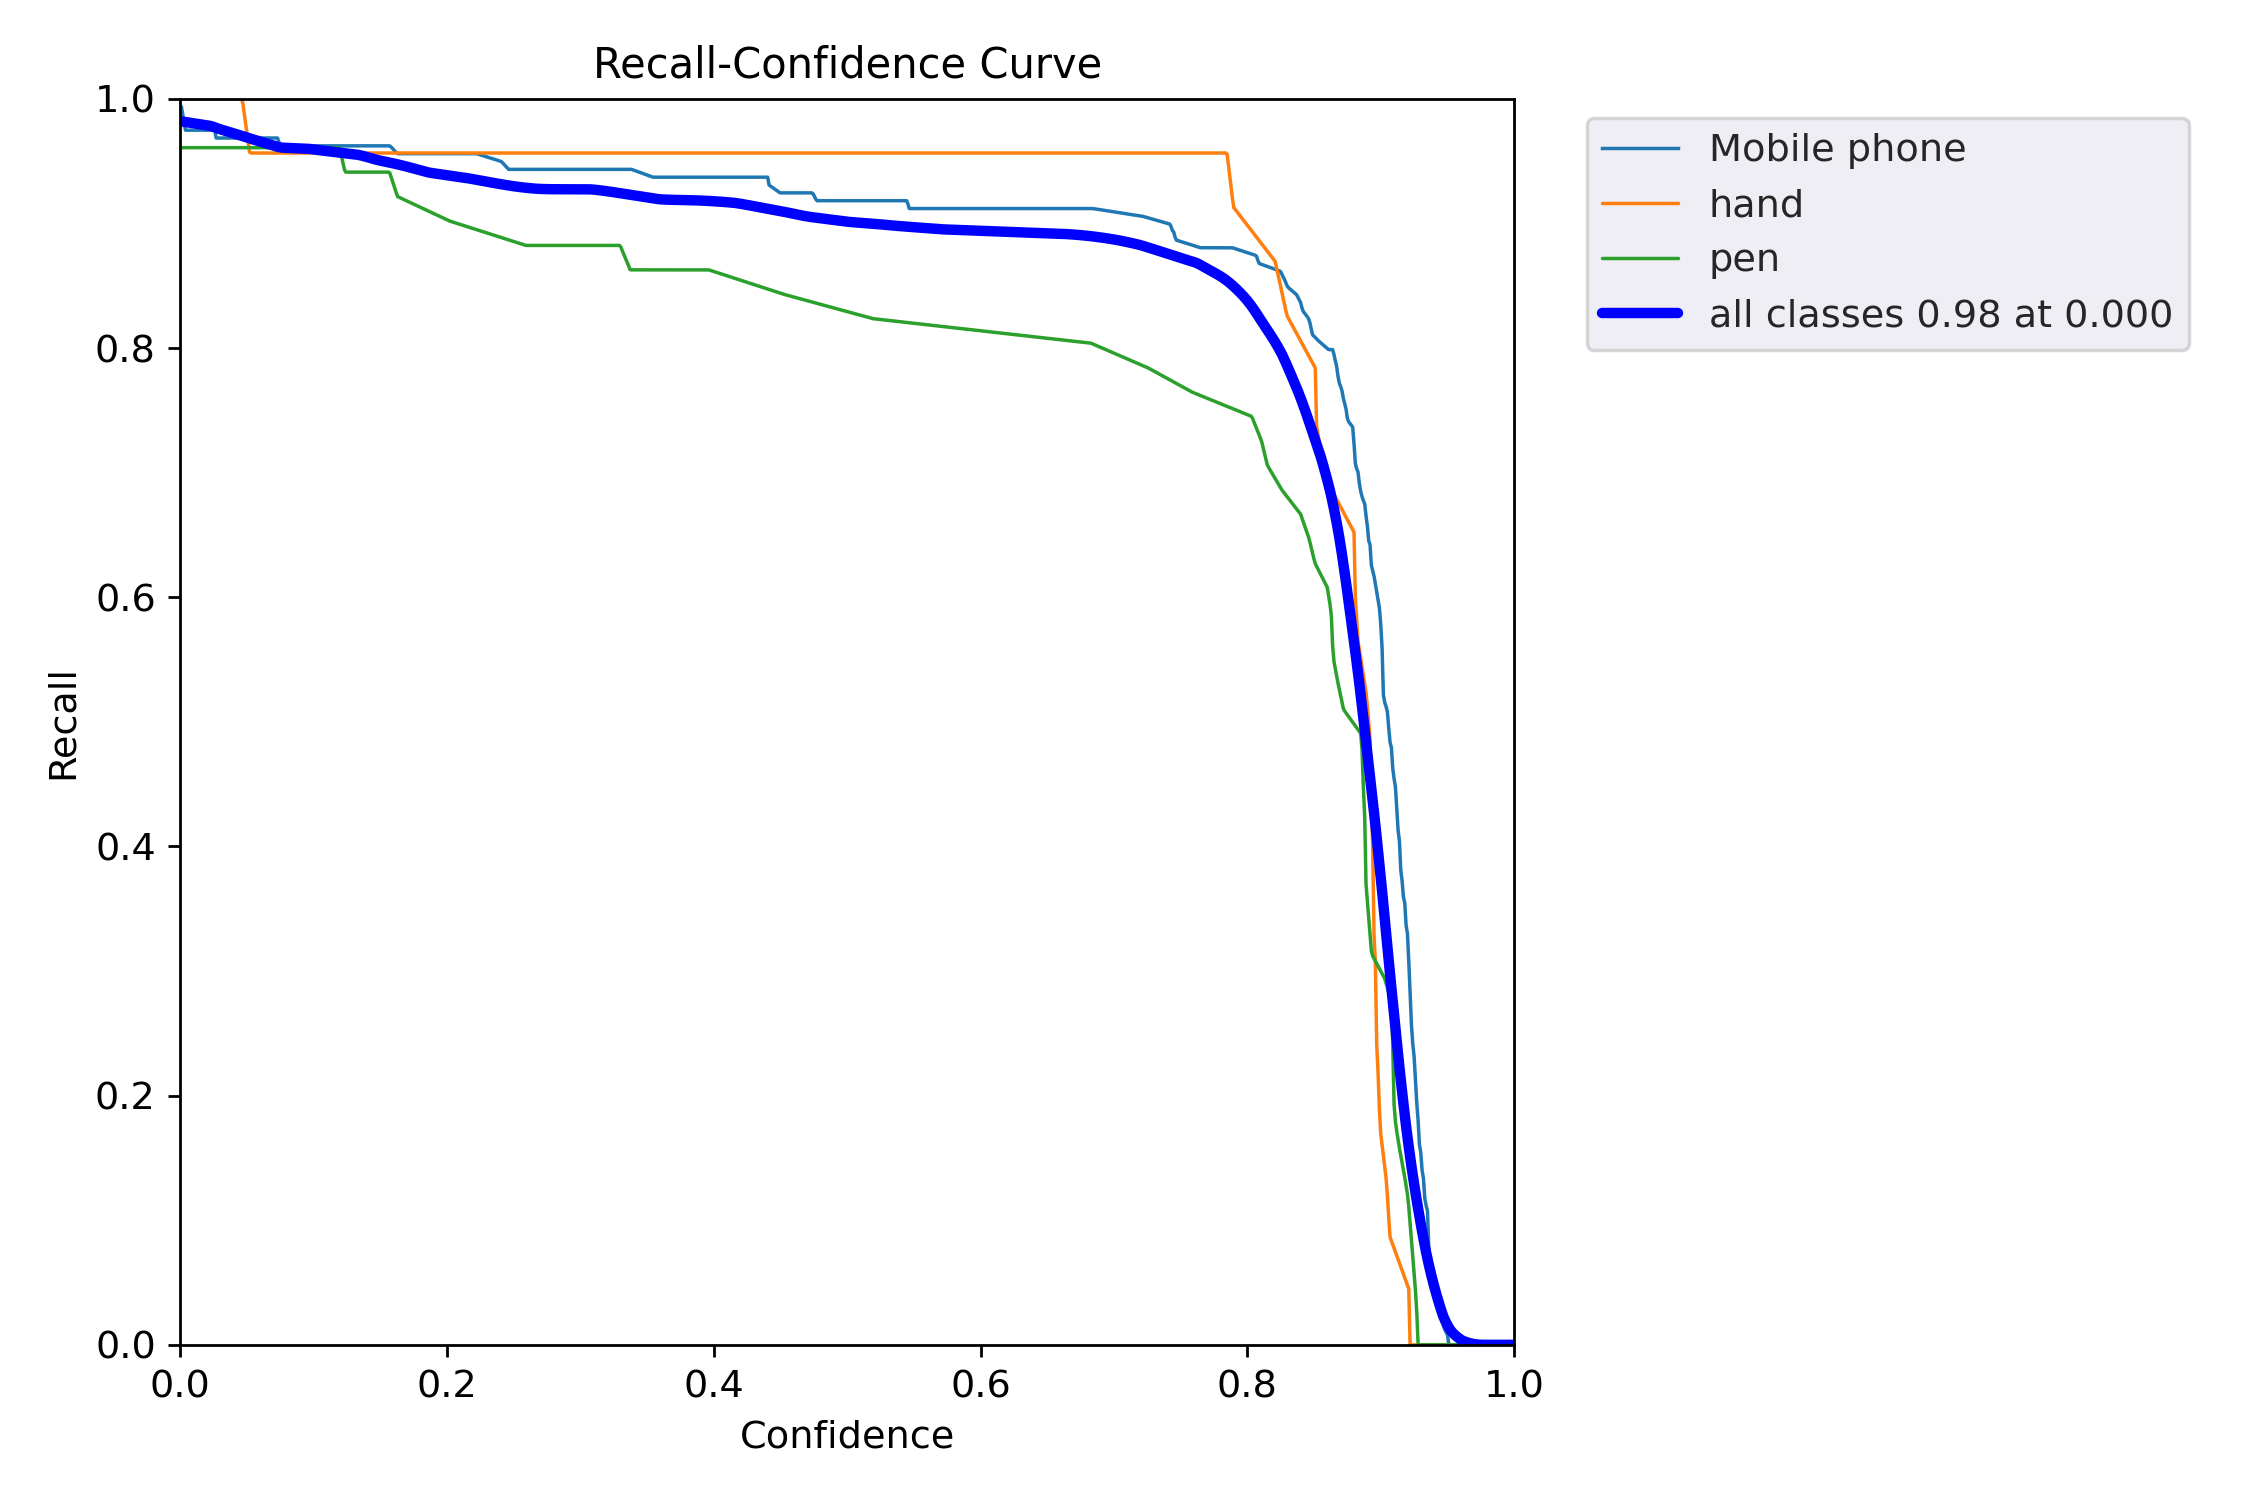 Recall-Confidence Curve
1.0
0.8
0.6
0.4
0.2
0.0
Recall
0.0 0.2 0.4 0.6 0.8 1.0
Confidence
Mobile phone
hand
pen
all classes 0.98 at 0.000